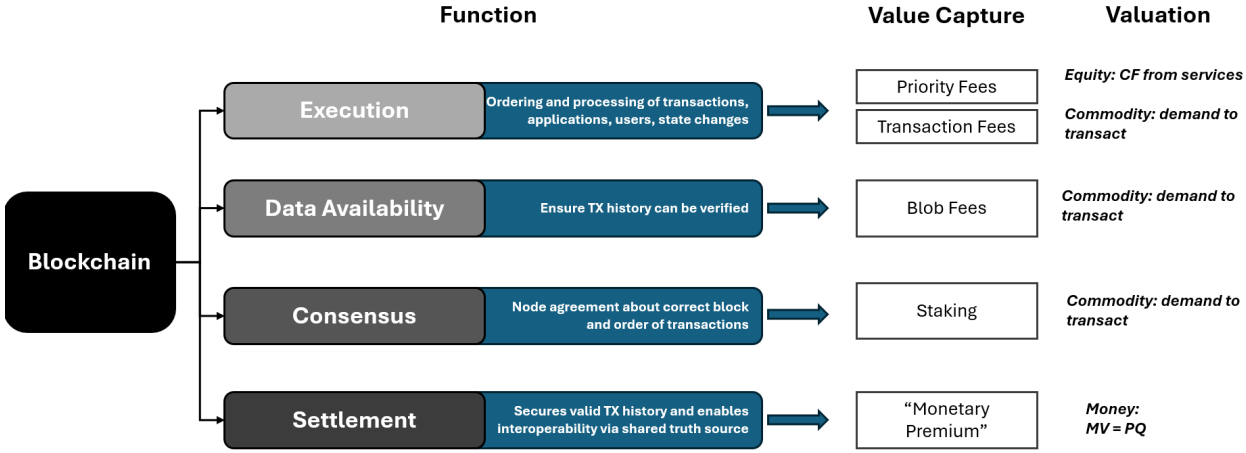 Function
Value Capture
Valuation
Blockchain
Execution
Ordering and processing of transactions,
applications, users, state changes
Priority Fees
Transaction Fees
Equity: CF from services
Commodity: demand to
transact
Data Availability
Ensure TX history can be verified
Blob Fees
Commodity: demand to
transact
Consensus
Node agreement about correct block
and order of transactions
Staking
Commodity: demand to
transact
Settlement
Secures valid TX history and enables
interoperability via shared truth source
“Monetary
Premium”
Money:
MV = PQ